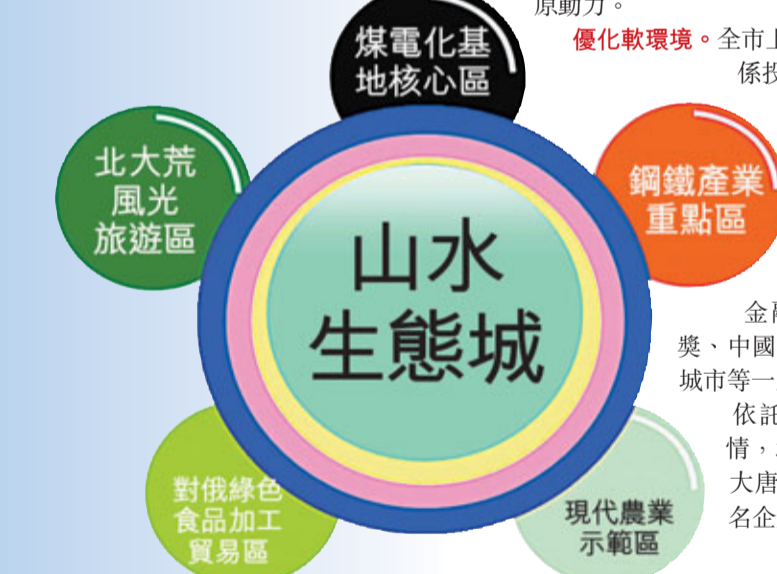 煤電化基
地核心區
北大荒
風光
旅遊區
鋼鐵產業
重點區
山水
生態城
對俄綠色
食品加工
貿易區
現代農業
示範區
原動力。
優化軟環境。全市上
係投
金融
獎、中國
城市等一
依託
情,
大唐
名企